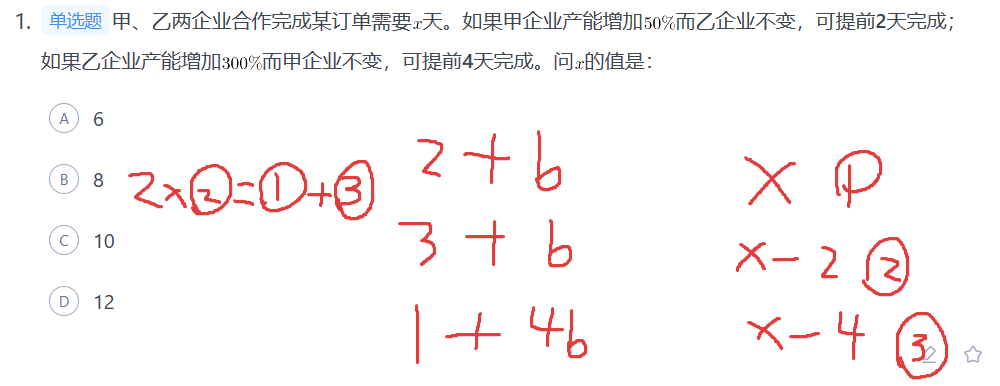 1. 单选题 甲、乙两企业合作完成某订单需要x天。如果甲企业产能增加50%而乙企业不变，可提前2天完成；
如果乙企业产能增加300%而甲企业不变，可提前4天完成。问x的值是：
A 6
B 8
C 10
D 12
2×②=①+③
2+b
3+b
1+4b
x ①
x-2 ②
x-4 ③